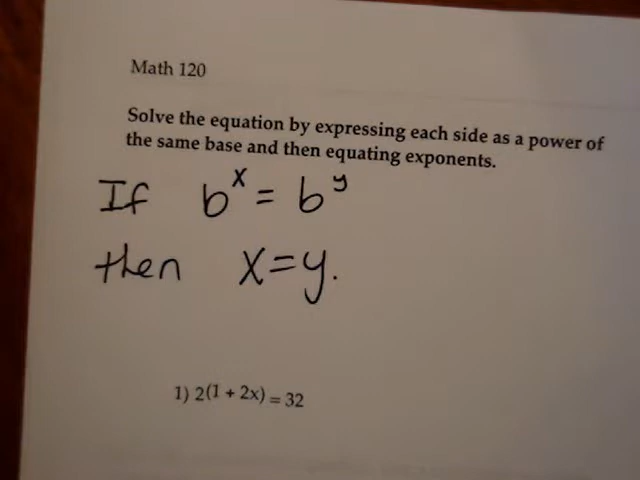 Math 120
Solve the equation by expressing each side as a power of
the same base and then equating exponents.
If b^x = b^y
then x=y.
1) 2^(1 + 2x) = 32